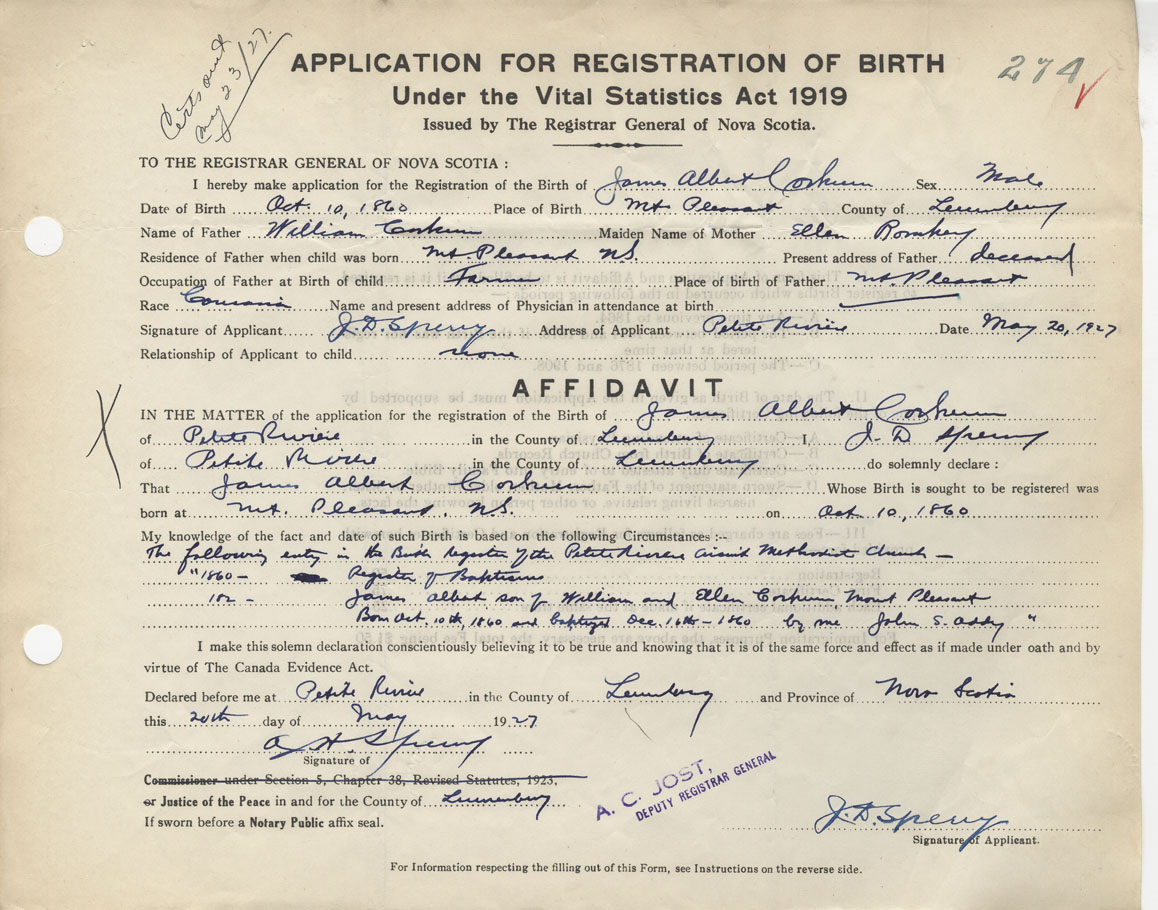 Certs out
May 23/27.
274
APPLICATION FOR REGISTRATION OF BIRTH
Under the Vital Statistics Act 1919
Issued by The Registrar General of Nova Scotia.
TO THE REGISTRAR GENERAL OF NOVA SCOTIA :
I hereby make application for the Registration of the Birth of James Albert Corkum Sex Male
Date of Birth Oct. 10, 1860 Place of Birth Mt. Pleasant County of Lunenburg
Name of Father William Corkum Maiden Name of Mother Ellen Romkey
Residence of Father when child was born Mt. Pleasant N.S. Present address of Father deceased
Occupation of Father at Birth of child Farmer Place of birth of Father Mt. Pleasant
Race Name and present address of Physician in attendance at birth
Signature of Applicant J. D. Sperry Address of Applicant Petite Riviere Date May 20, 1927
Relationship of Applicant to child none
AFFIDAVIT
IN THE MATTER of the application for the registration of the Birth of James Albert Corkum
of Petite Riviere in the County of Lunenburg I, J. D Sperry
of Petite Riviere in the County of Lunenburg do solemnly declare :
That James Albert Corkum Whose Birth is sought to be registered was
born at Mt. Pleasant, N.S. on Oct. 10, 1860
My knowledge of the fact and date of such Birth is based on the following Circumstances :--
The following entry in the Birth Register of the Petite Riviere Circuit Methodist Church –
"1860 – Register of Baptisms
182 – James Albert son of William and Ellen Corkum, Mount Pleasant
Born Oct. 10th, 1860 and baptized Dec. 16th – 1860 by me John S. Addy "
I make this solemn declaration conscientiously believing it to be true and knowing that it is of the same force and effect as if made under oath and by
virtue of The Canada Evidence Act.
Declared before me at Petite Riviere in the County of Lunenburg and Province of Nova Scotia
this 20th day of May 1927
A. H. Sperry
Signature of
Commissioner under Section 5, Chapter 38, Revised Statutes, 1923,
or Justice of the Peace in and for the County of Lunenburg
If sworn before a Notary Public affix seal.
A. C. JOST,
DEPUTY REGISTRAR GENERAL
J. D. Sperry
Signature of Applicant.
For Information respecting the filling out of this Form, see Instructions on the reverse side.